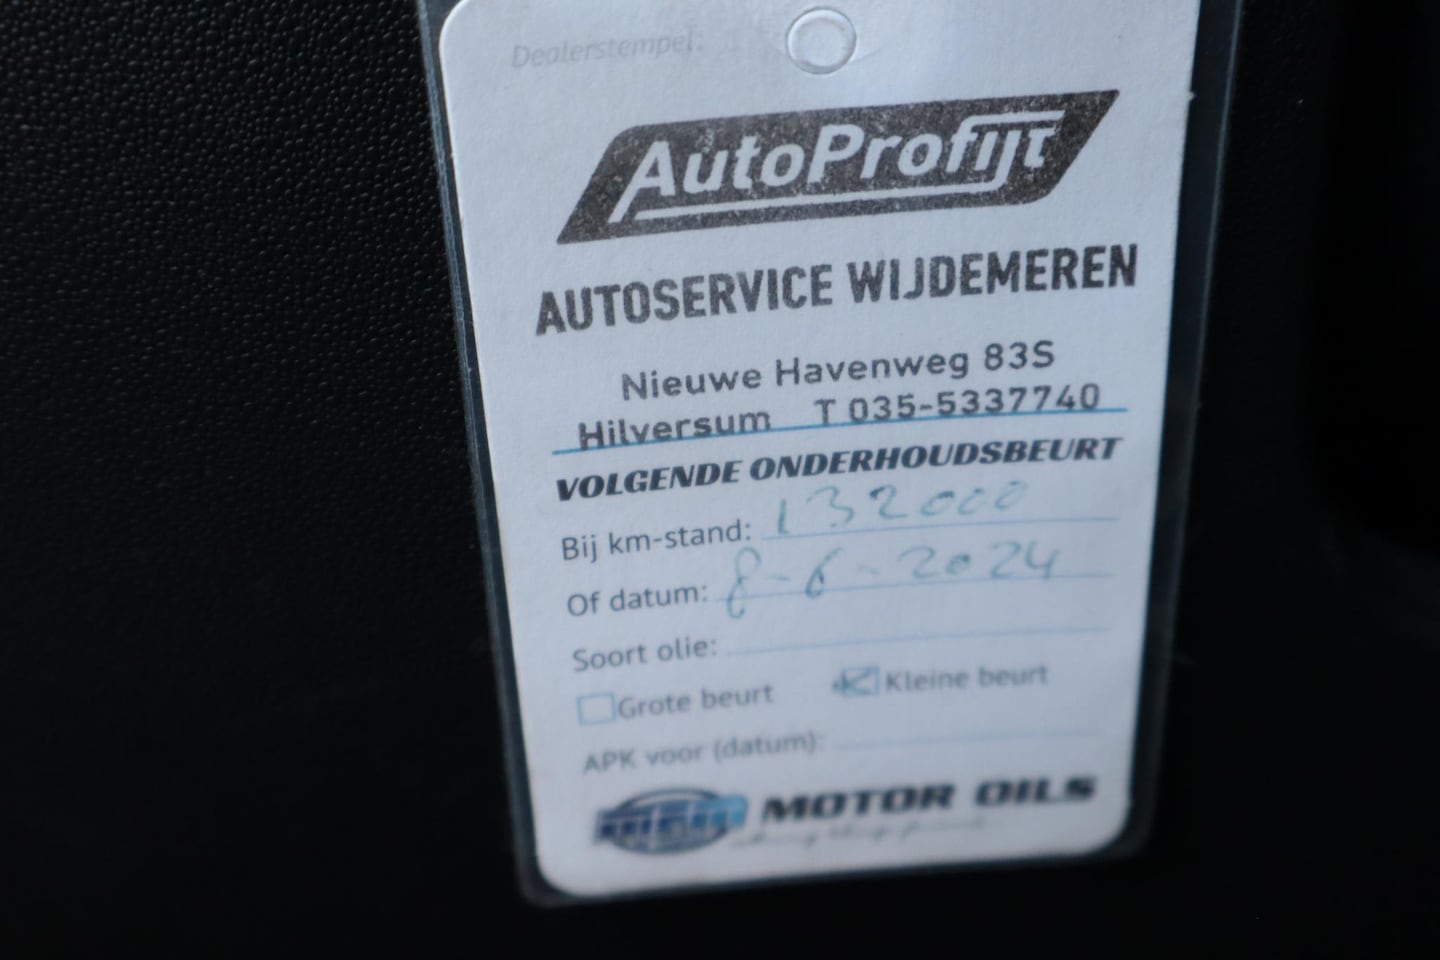 Dealerstempel:
AutoProfijt
AUTOSERVICE WIJDEMEREN
Nieuwe Havenweg 83S
Hilversum T 035-5337740
VOLGENDE ONDERHOUDSBEURT
Bij km-stand: 132000
Of datum: 8-6-2024
Soort olie:
Grote beurt Kleine beurt
APK voor (datum):
MOTOR OILS